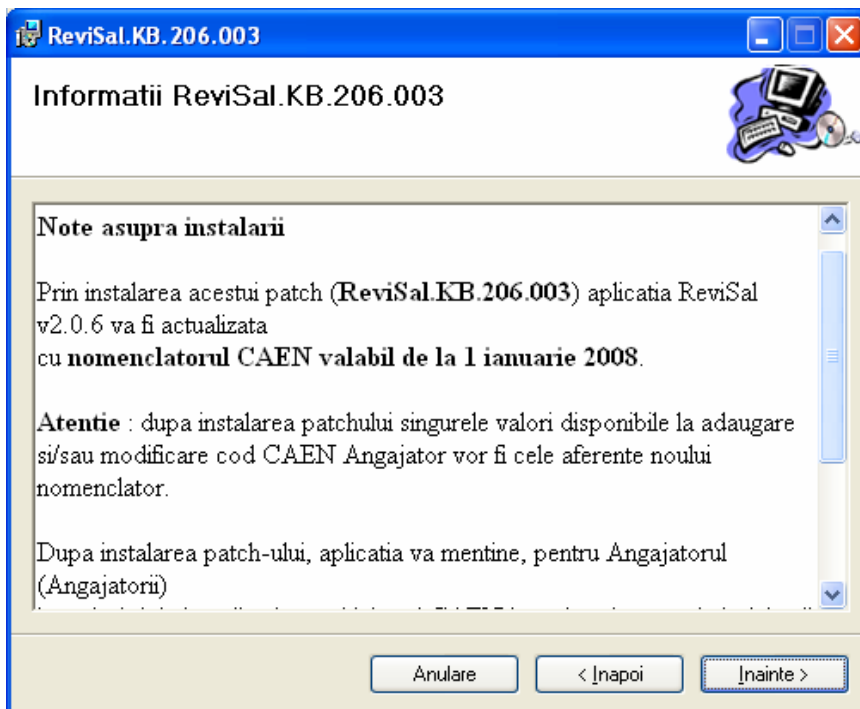 ReviSal.KB.206.003
Informatii ReviSal.KB.206.003
Note asupra instalarii
Prin instalarea acestui patch (ReviSal.KB.206.003) aplicatia ReviSal
v2.0.6 va fi actualizata
cu nomenclatorul CAEN valabil de la 1 ianuarie 2008.
Atentie : dupa instalarea patchului singurele valori disponibile la adaugare
si/sau modificare cod CAEN Angajator vor fi cele aferente noului
nomenclator.
Dupa instalarea patch-ului, aplicatia va mentine, pentru Angajatorul
(Angajatorii)
Anulare
< Inapoi
Inainte >